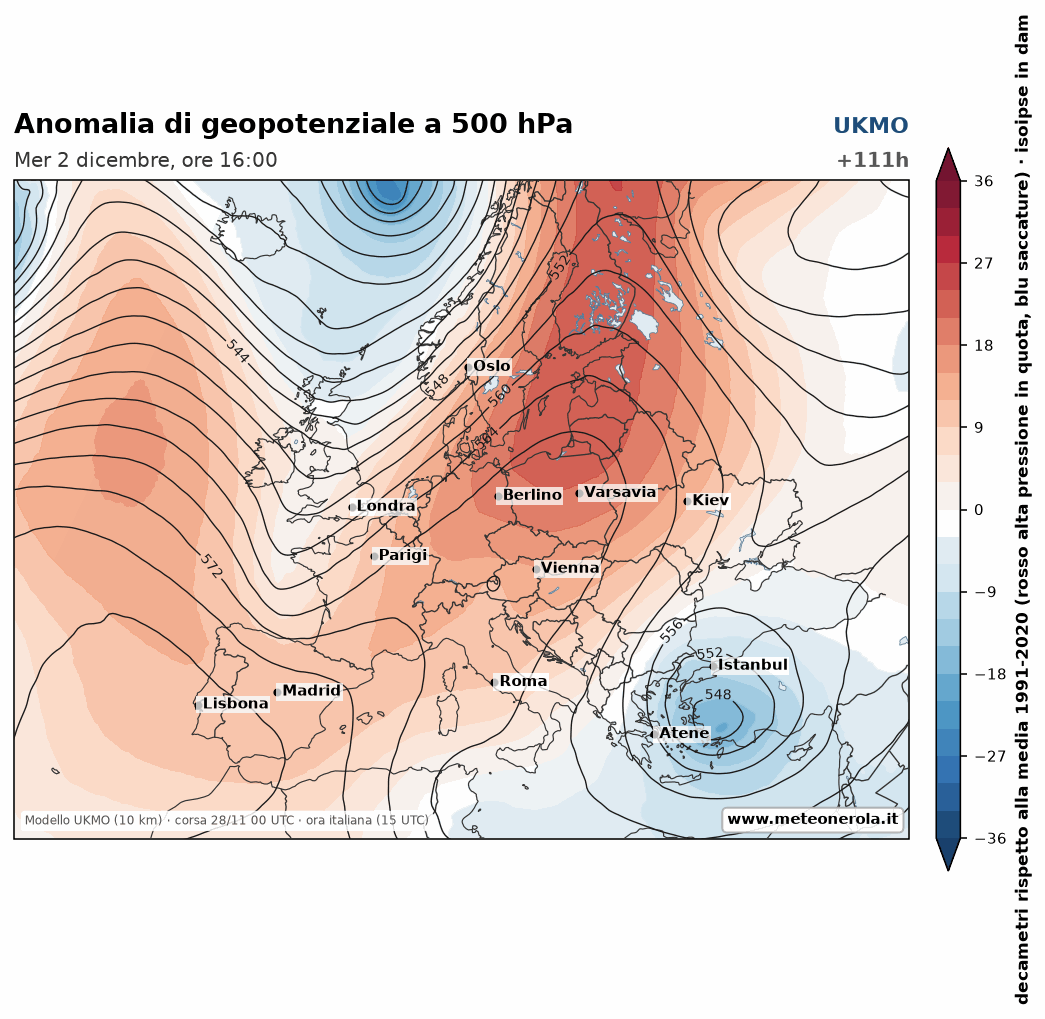 Anomalia di geopotenziale a 500 hPa
UKMO
Mer 2 dicembre, ore 16:00
+111h
552
544
548
560
564
572
556
552
548
Oslo
Londra
Berlino
Varsavia
Kiev
Parigi
Vienna
Roma
Madrid
Lisbona
Istanbul
Atene
Modello UKMO (10 km) · corsa 28/11 00 UTC · ora italiana (15 UTC)
www.meteonerola.it
36
27
18
9
0
−9
−18
−27
−36
decametri rispetto alla media 1991-2020 (rosso alta pressione in quota, blu saccature) · isoipse in dam